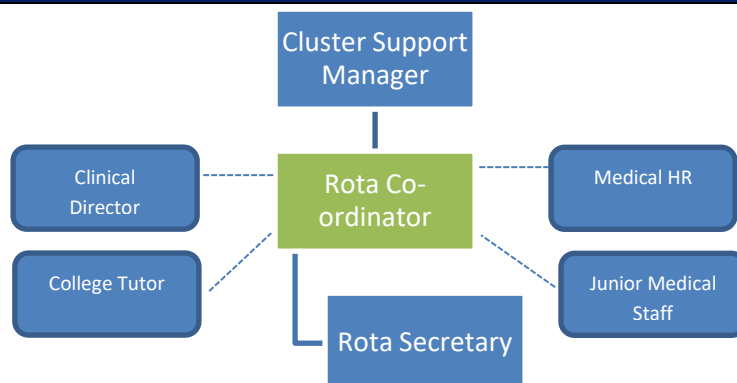 Cluster Support
Manager
Clinical
Director
Rota Co-
ordinator
Medical HR
College Tutor
Junior Medical
Staff
Rota Secretary